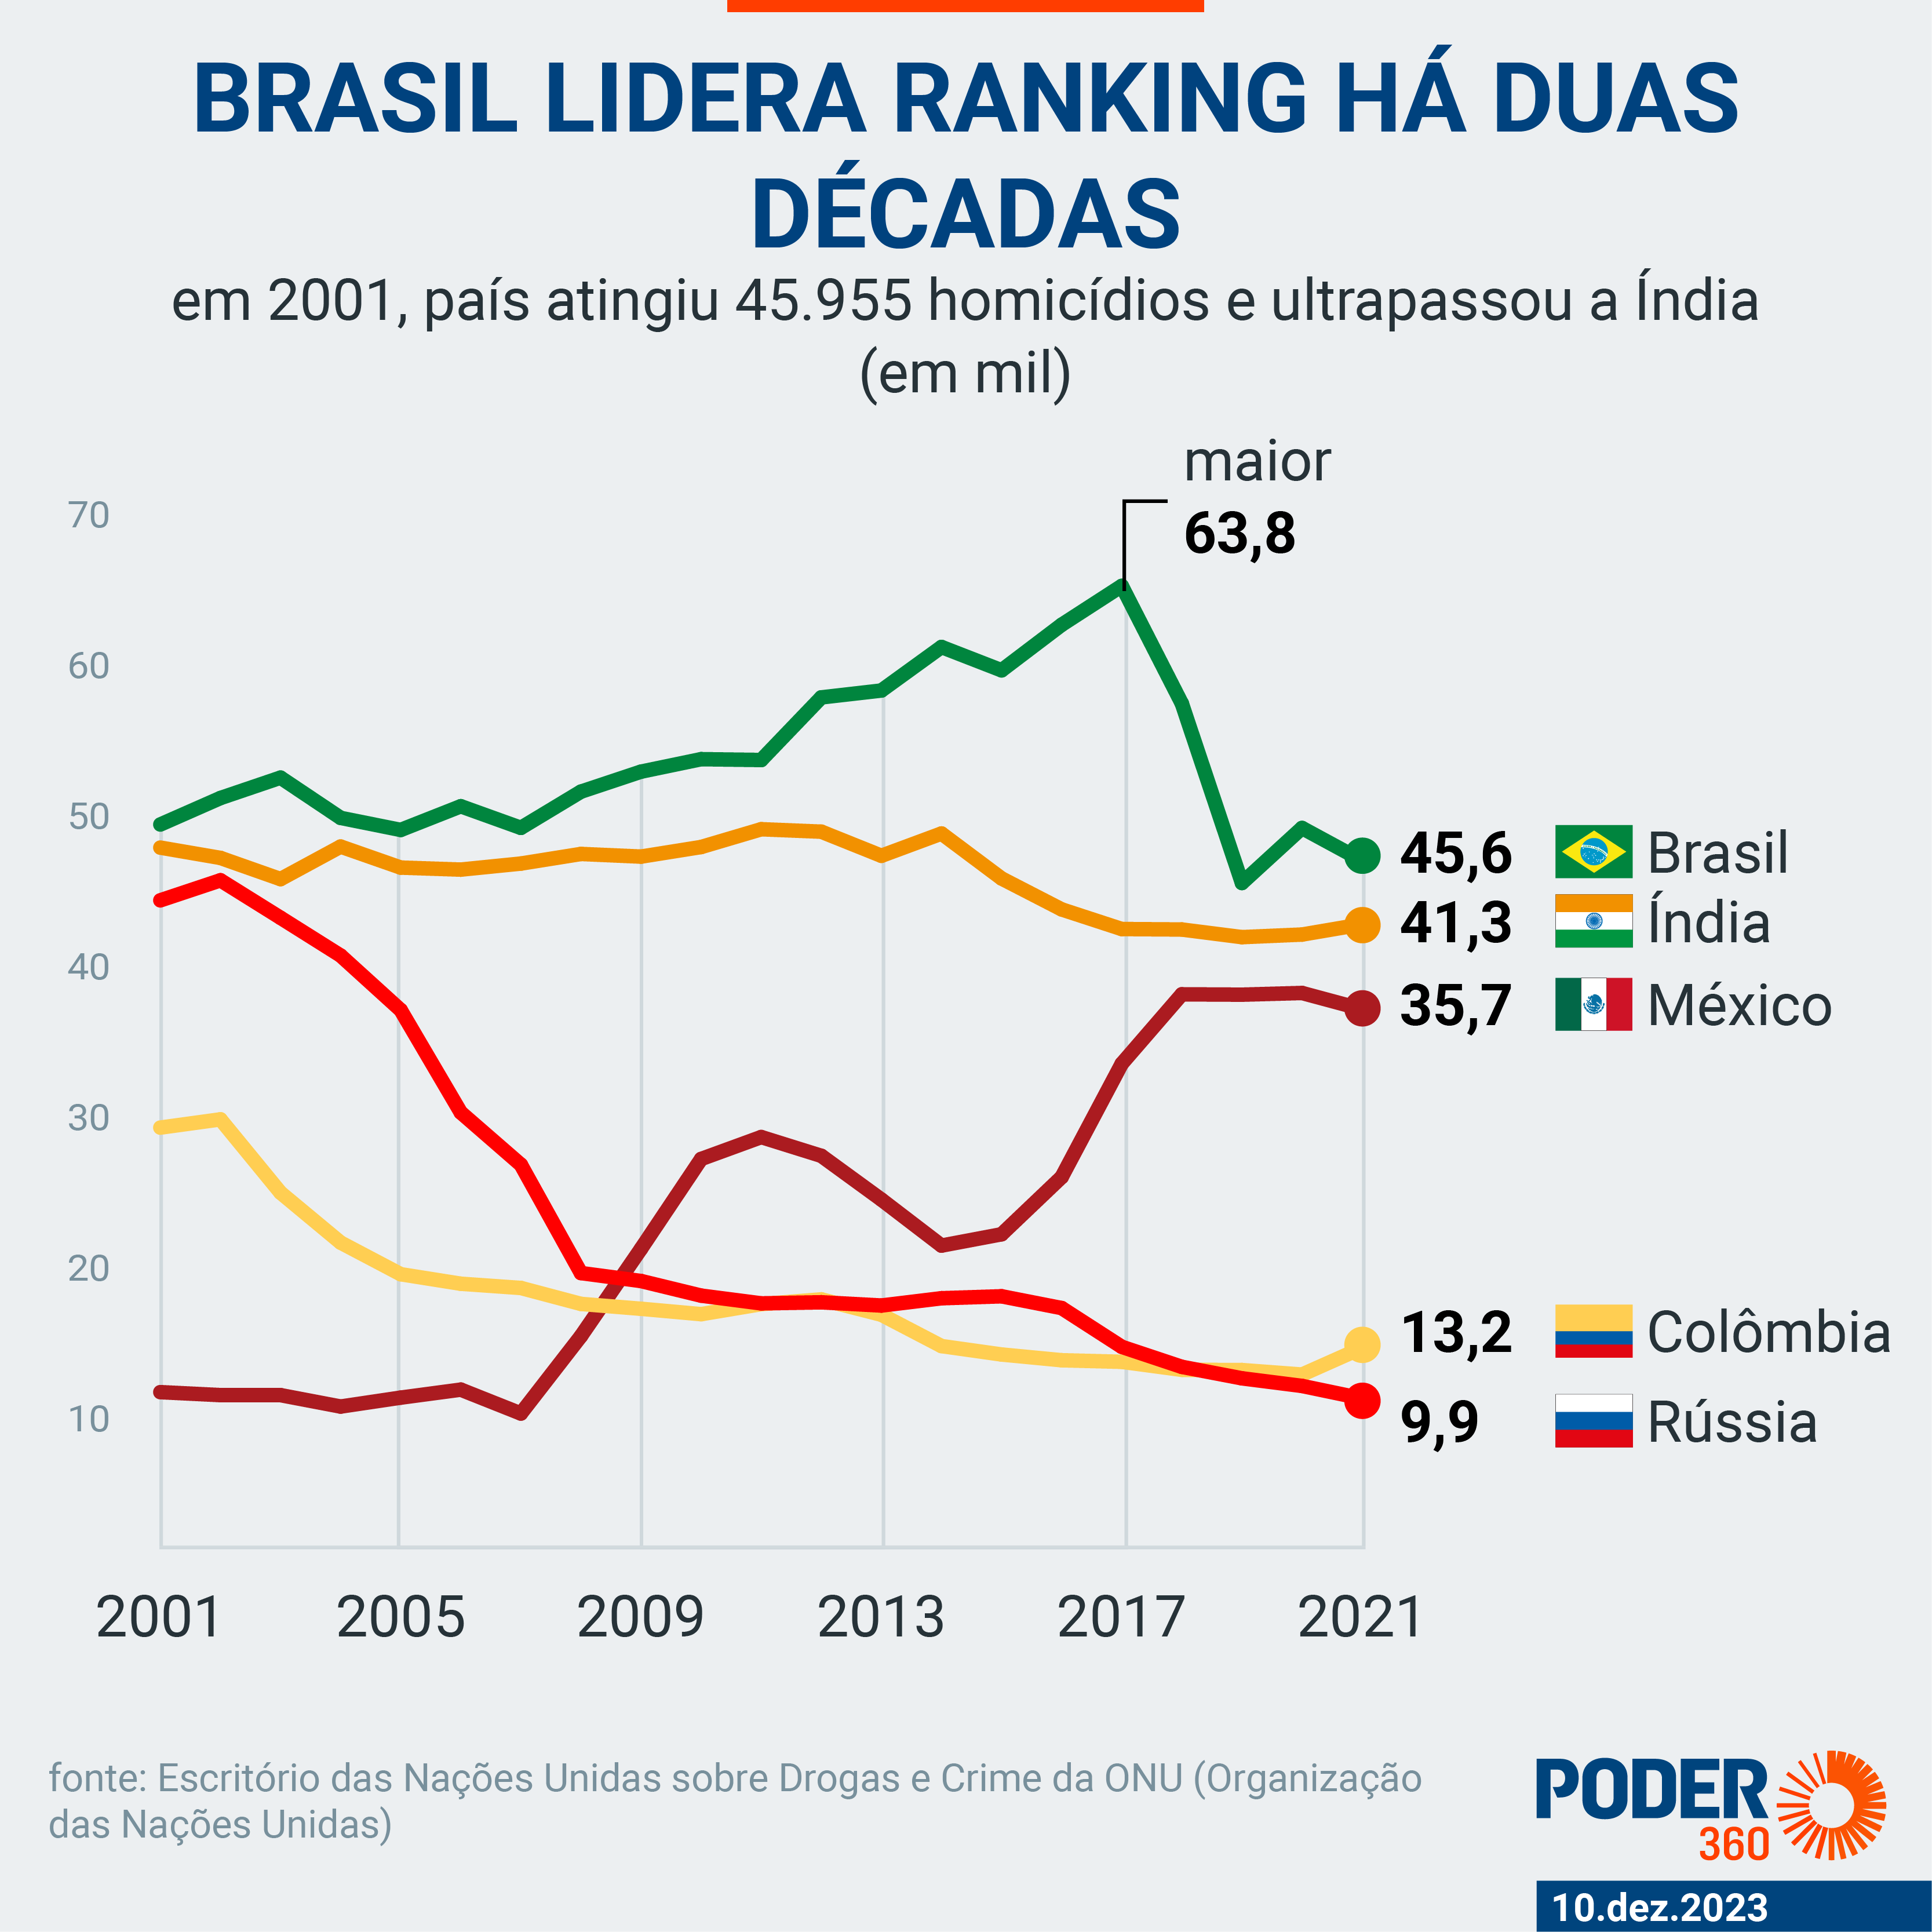 BRASIL LIDERA RANKING HÁ DUAS
DÉCADAS
em 2001, país atingiu 45.955 homicídios e ultrapassou a Índia
(em mil)
maior
63,8
70
60
50
40
30
20
10
45,6 Brasil
41,3 Índia
35,7 México
13,2 Colômbia
9,9 Rússia
2001 2005 2009 2013 2017 2021
fonte: Escritório das Nações Unidas sobre Drogas e Crime da ONU (Organização
das Nações Unidas)
PODER
360
10.dez.2023